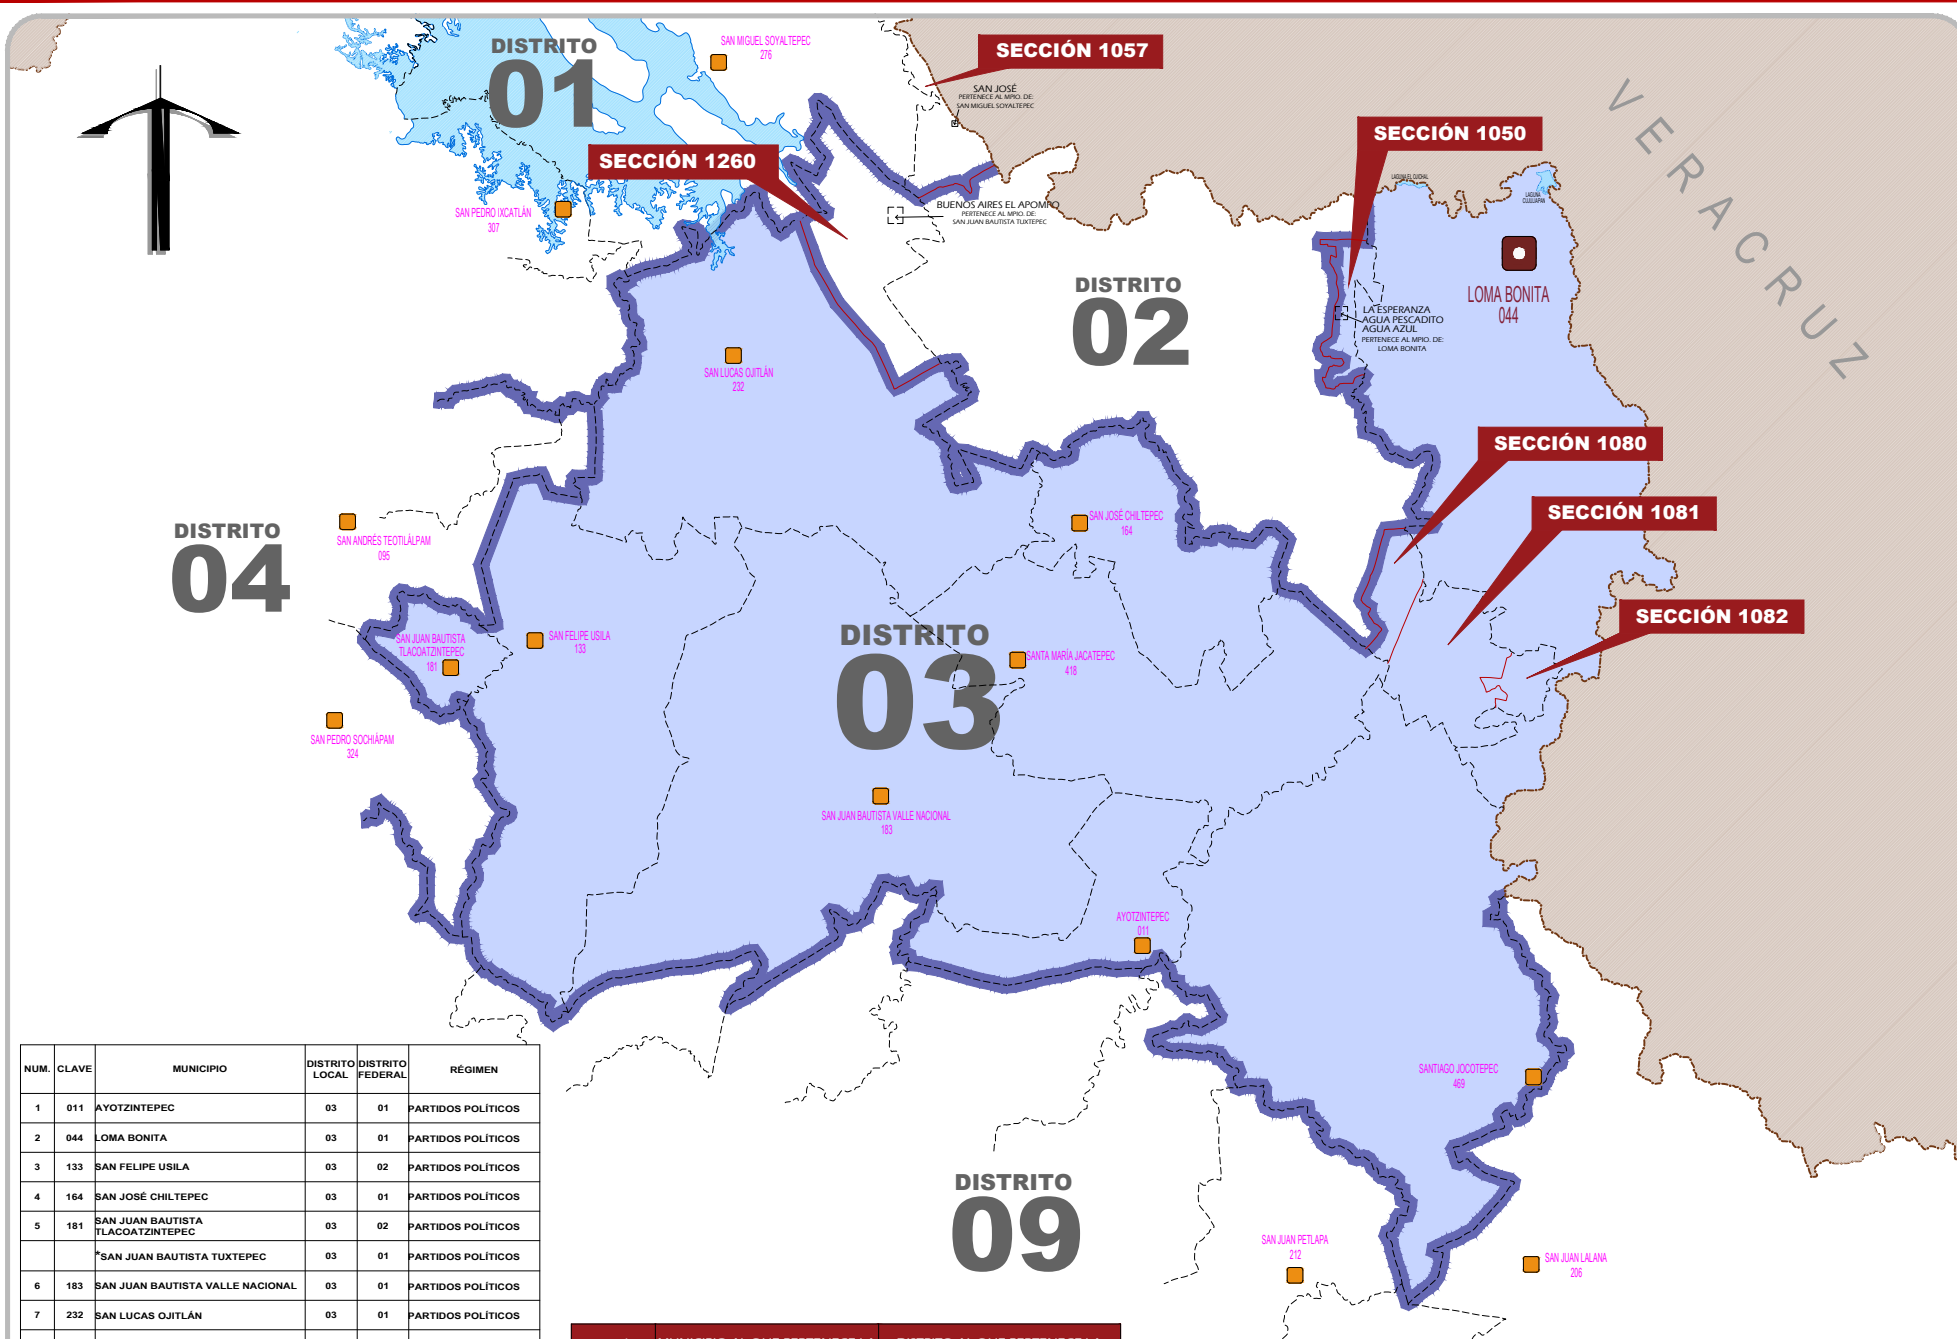 DISTRITO
01
SAN MIGUEL SOYALTEPEC
276
SECCIÓN 1057
SAN JOSÉ
PERTENECE AL MPIO. DE:
SAN MIGUEL SOYALTEPEC
VERACRUZ
SECCIÓN 1050
SECCIÓN 1260
LAGUNA
SAN PEDRO IXCATLÁN
307
BUENOS AIRES EL APOMPO
PERTENECE AL MPIO. DE:
SAN JUAN BAUTISTA TUXTEPEC
DISTRITO
02
LOMA BONITA
044
LA ESPERANZA
AGUA PESCADITO
AGUA AZUL
PERTENECE AL MPIO. DE:
LOMA BONITA
SAN LUCAS OJITLÁN
232
SECCIÓN 1080
SECCIÓN 1081
SAN JOSÉ CHILTEPEC
164
DISTRITO
04
SAN ANDRÉS TEOTILÁLPAM
095
SECCIÓN 1082
SAN JUAN BAUTISTA
TLACOATZINTEPEC
181
SAN FELIPE USILA
133
DISTRITO
03
SANTA MARÍA JACATEPEC
418
SAN PEDRO SOCHIÁPAM
324
SAN JUAN BAUTISTA VALLE NACIONAL
183
AYOTZINTEPEC
011
SANTIAGO JOCOTEPEC
469
DISTRITO
09
SAN JUAN PETLAPA
212
SAN JUAN LALANA
206
NUM. CLAVE MUNICIPIO DISTRITO LOCAL DISTRITO FEDERAL RÉGIMEN
1 011 AYOTZINTEPEC 03 01 PARTIDOS POLÍTICOS
2 044 LOMA BONITA 03 01 PARTIDOS POLÍTICOS
3 133 SAN FELIPE USILA 03 02 PARTIDOS POLÍTICOS
4 164 SAN JOSÉ CHILTEPEC 03 01 PARTIDOS POLÍTICOS
5 181 SAN JUAN BAUTISTA TLACOATZINTEPEC 03 02 PARTIDOS POLÍTICOS
*SAN JUAN BAUTISTA TUXTEPEC 03 01 PARTIDOS POLÍTICOS
6 183 SAN JUAN BAUTISTA VALLE NACIONAL 03 01 PARTIDOS POLÍTICOS
7 232 SAN LUCAS OJITLÁN 03 01 PARTIDOS POLÍTICOS